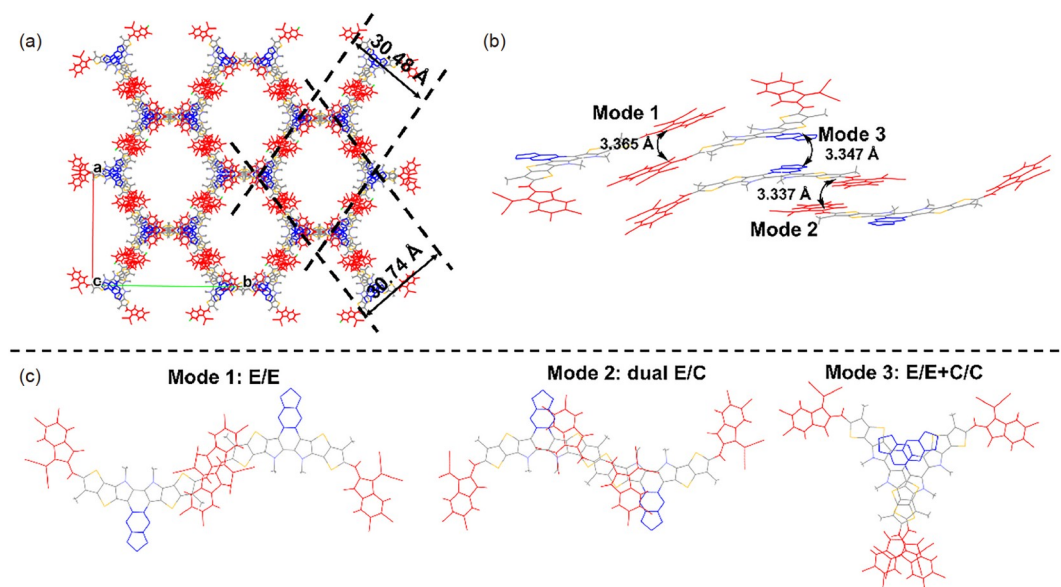 (a)
30.48 Å
a
c
b
30.74 Å
(b)
Mode 1
3.365 Å
Mode 3
3.347 Å
3.337 Å
Mode 2
(c)
Mode 1: E/E
Mode 2: dual E/C
Mode 3: E/E+C/C